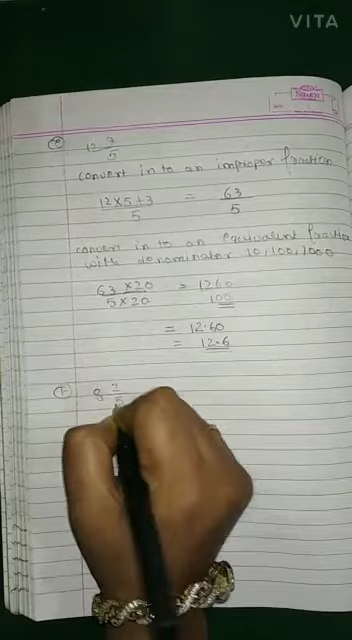 VITA
(e) 12 3/5
convert in to an improper fraction
12×5+3/5 = 63/5
convert in to an equivalent fraction
with denominator 10,100,1000
63×20/5×20 = 1260/100
= 12.60
= 12.6
(f) 8 2/5